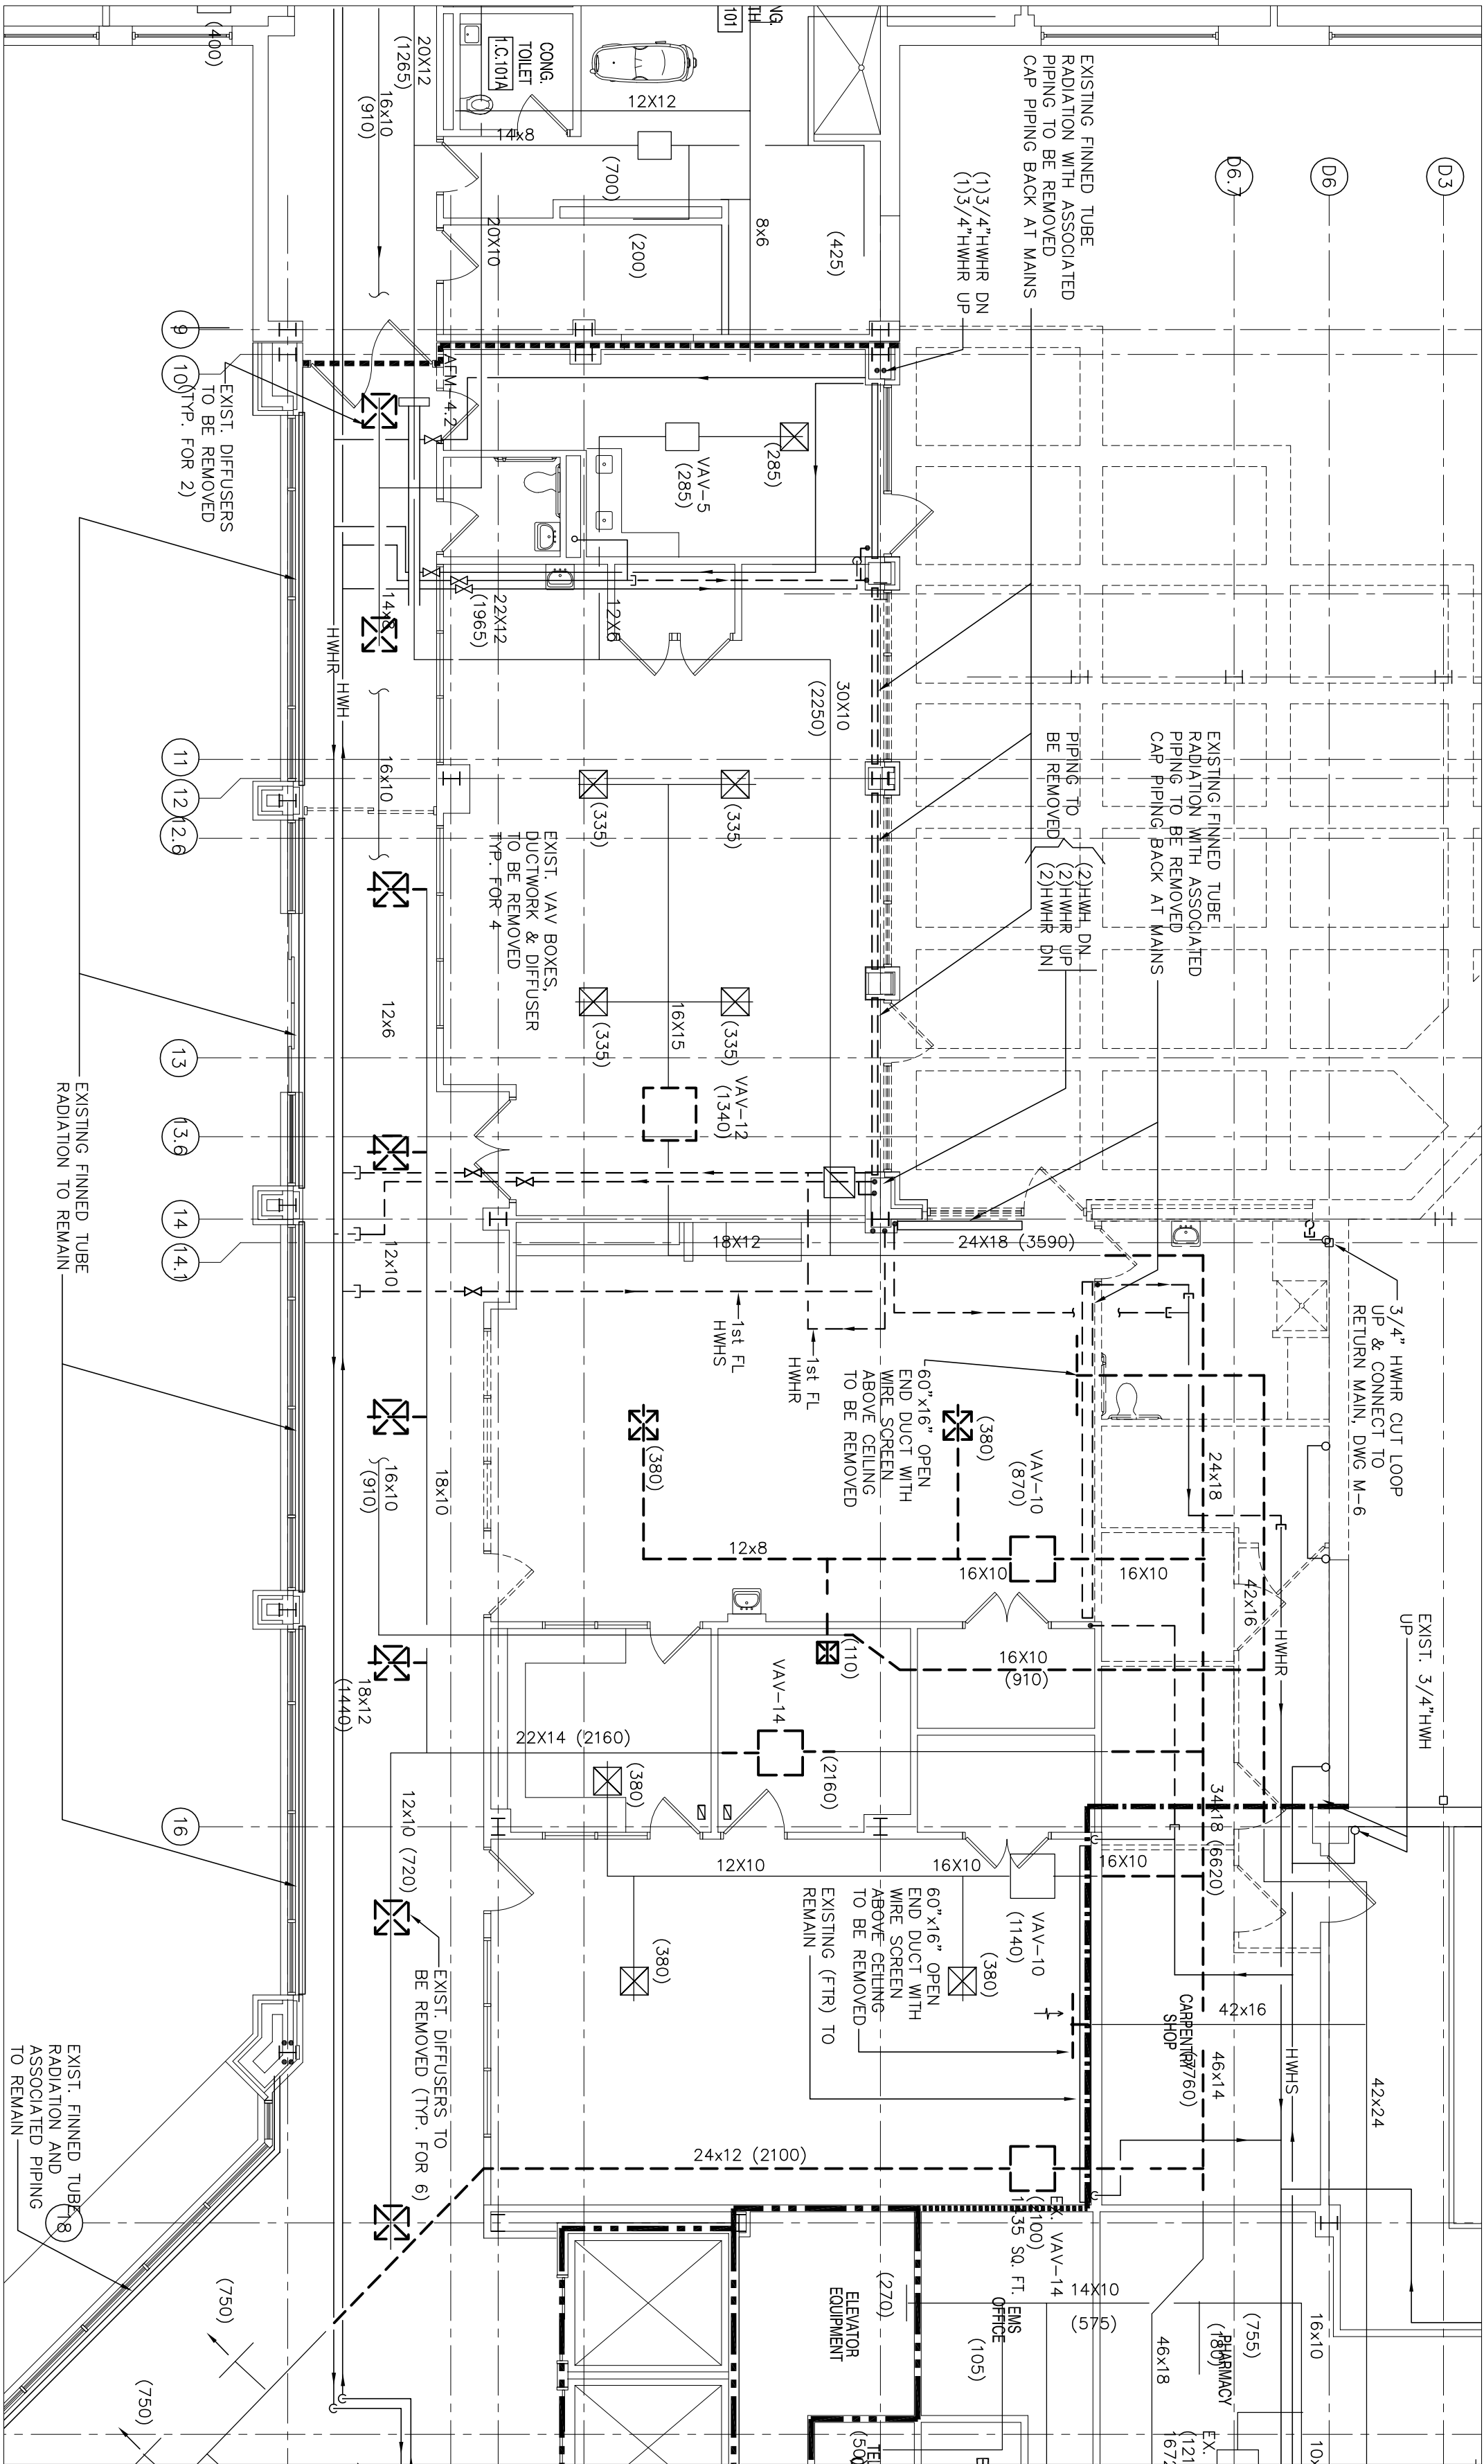 (400)
16x10
(910)
20X12
(1265)
CONG.
TOILET
1.C.101A
NG.
TH
101
14x8
12X12
(700)
20X10
(200)
8x6
(425)
EXISTING FINNED TUBE
RADIATION WITH ASSOCIATED
PIPING TO BE REMOVED
CAP PIPING BACK AT MAINS
(1)3/4"HWHR DN
(1)3/4"HWHR UP
D6.7
D6
D3
9
10
EXIST. DIFFUSERS
TO BE REMOVED
(TYP. FOR 2)
AFM-4.2
VAV-5
(285)
(285)
14x8
22X12
(1965)
12X6
HWHR
HWH
30X10
(2250)
11
12
12.6
16x10
(335)
(335)
EXIST. VAV BOXES,
DUCTWORK & DIFFUSER
TO BE REMOVED
TYP. FOR 4
PIPING TO
BE REMOVED
(2)HWH DN
(2)HWHR UP
(2)HWHR DN
EXISTING FINNED TUBE
RADIATION WITH ASSOCIATED
PIPING TO BE REMOVED
CAP PIPING BACK AT MAINS
12x6
(335)
16X15
(335)
VAV-12
(1340)
13
13.6
14
14.1
EXISTING FINNED TUBE
RADIATION TO REMAIN
12x10
18X12
24X18 (3590)
1st FL
HWHS
1st FL
HWHR
60"x16" OPEN
END DUCT WITH
WIRE SCREEN
ABOVE CEILING
TO BE REMOVED
3/4" HWHR CUT LOOP
UP & CONNECT TO
RETURN MAIN, DWG M-6
16x10
(910)
18x10
(380)
(380)
VAV-10
(870)
24x18
12x8
16X10
16X10
42x16
HWHR
EXIST. 3/4"HWH
UP
18x12
(1440)
(110)
16X10
(910)
VAV-14
22X14 (2160)
(2160)
(380)
16
12x10 (720)
34x18 (6620)
12X10
16X10
16X10
EXIST. DIFFUSERS TO
BE REMOVED (TYP. FOR 6)
EXISTING (FTR) TO
REMAIN
60"x16" OPEN
END DUCT WITH
WIRE SCREEN
ABOVE CEILING
TO BE REMOVED
VAV-10
(1140)
(380)
(380)
CARPENTRY
SHOP
46x14
42x16
HWHS
42x24
EXIST. FINNED TUBE
RADIATION AND
ASSOCIATED PIPING
TO REMAIN
18
24x12 (2100)
EX. VAV-14
(2100)
SQ. FT.
(750)
(750)
ELEVATOR
EQUIPMENT
(270)
EMS
OFFICE
14X10
(575)
(105)
46x18
(755)
PHARMACY
(180)
16x10